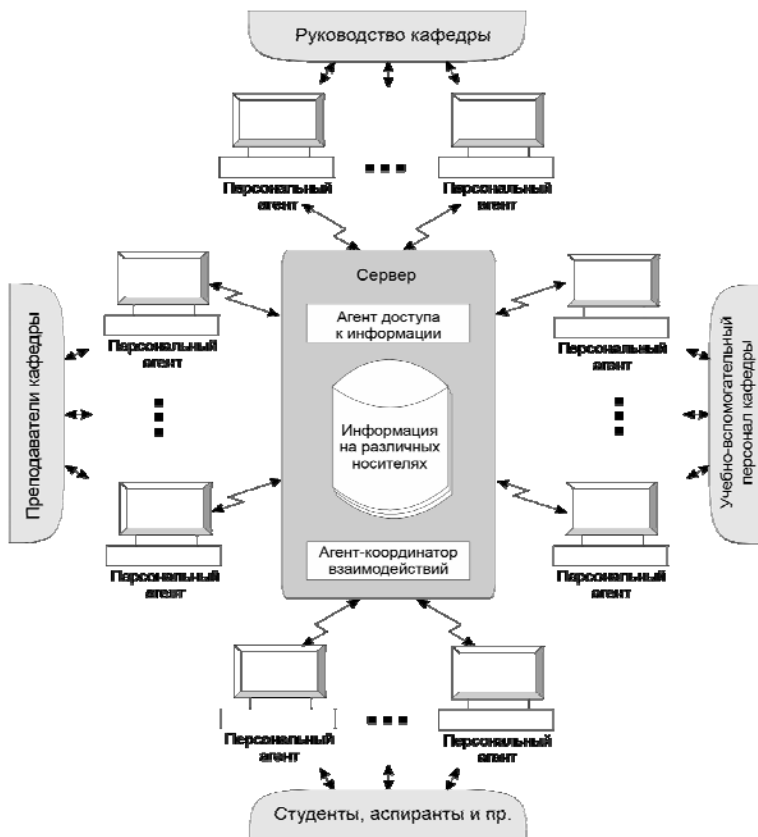 Руководство кафедры
Персональный
агент
Персональный
агент
Сервер
Агент доступа
к информации
Персональный
агент
Персональный
агент
Преподаватели кафедры
Учебно-вспомогательный
персонал кафедры
Информация
на различных
носителях
Персональный
агент
Персональный
агент
Агент-координатор
взаимодействий
Персональный
агент
Персональный
агент
Студенты, аспиранты и пр.